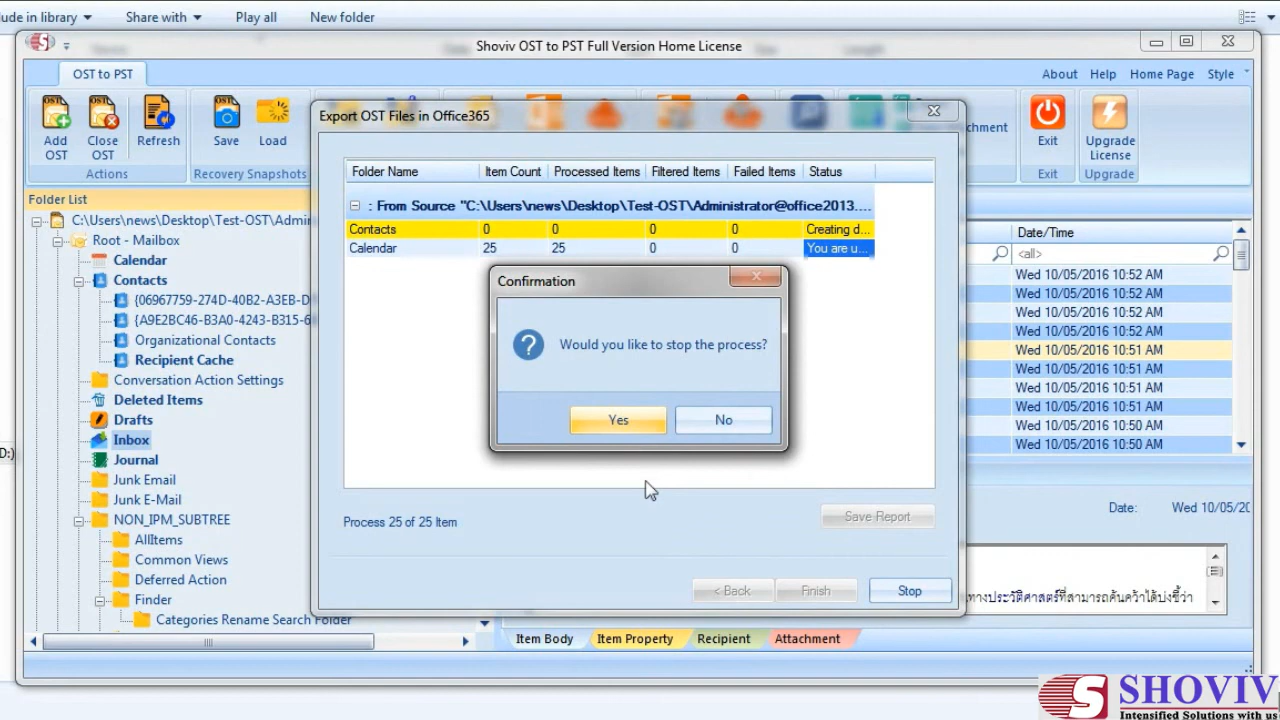 ude in library
Share with
Play all
New folder
Shoviv OST to PST Full Version Home License
OST to PST
About Help Home Page Style
OST
OST
OST
Add OST
Close OST
Refresh
Save
Load
Actions
Recovery Snapshots
chment
Exit
Exit
Upgrade License
Upgrade
Folder List
C:\Users\news\Desktop\Test-OST\Admin
Root - Mailbox
Calendar
Contacts
{06967759-274D-40B2-A3EB-D
{A9E2BC46-B3A0-4243-B315-6
Organizational Contacts
Recipient Cache
Conversation Action Settings
Deleted Items
Drafts
Inbox
Journal
Junk Email
Junk E-Mail
NON_IPM_SUBTREE
AllItems
Common Views
Deferred Action
Finder
Categories Rename Search Folder
D:)
Export OST Files in Office365
Folder Name Item Count Processed Items Filtered Items Failed Items Status
: From Source "C:\Users\news\Desktop\Test-OST\Administrator@office2013....
Contacts 0 0 0 0 Creating d...
Calendar 25 25 0 0 You are u...
Confirmation
Would you like to stop the process?
Yes No
Process 25 of 25 Item
Save Report
< Back Finish Stop
Date/Time
<all>
Wed 10/05/2016 10:52 AM
Wed 10/05/2016 10:52 AM
Wed 10/05/2016 10:52 AM
Wed 10/05/2016 10:52 AM
Wed 10/05/2016 10:51 AM
Wed 10/05/2016 10:51 AM
Wed 10/05/2016 10:51 AM
Wed 10/05/2016 10:51 AM
Wed 10/05/2016 10:50 AM
Wed 10/05/2016 10:50 AM
Date: Wed 10/05/20
ทางประวัติศาสตร์ที่สามารถค้นคว้าได้บ่งชี้ว่า
Item Body Item Property Recipient Attachment
SHOVIV
Intensified Solutions with us